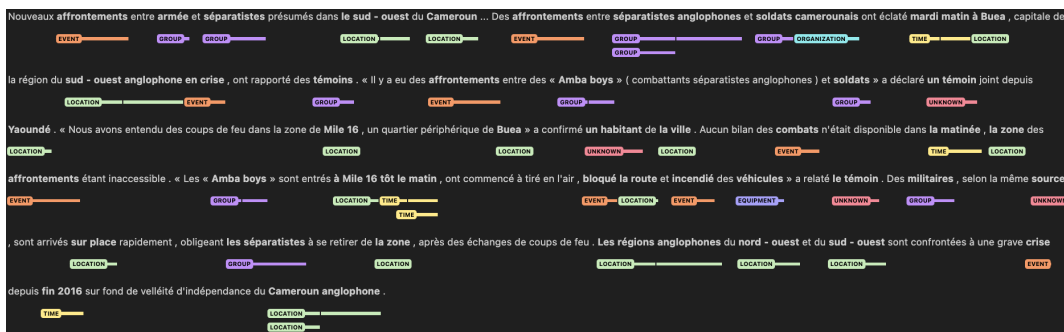 Nouveaux affrontements entre armée et séparatistes présumés dans le sud - ouest du Cameroun ... Des affrontements entre séparatistes anglophones et soldats camerounais ont éclaté mardi matin à Buea , capitale de
EVENT GROUP GROUP LOCATION LOCATION EVENT GROUP GROUP ORGANIZATION TIME LOCATION
GROUP
la région du sud - ouest anglophone en crise , ont rapporté des témoins . « Il y a eu des affrontements entre des « Amba boys » ( combattants séparatistes anglophones ) et soldats » a déclaré un témoin joint depuis
LOCATION EVENT GROUP EVENT GROUP GROUP UNKNOWN
Yaoundé . « Nous avons entendu des coups de feu dans la zone de Mile 16 , un quartier périphérique de Buea » a confirmé un habitant de la ville . Aucun bilan des combats n'était disponible dans la matinée , la zone des
LOCATION LOCATION LOCATION UNKNOWN LOCATION EVENT TIME LOCATION
affrontements étant inaccessible . « Les « Amba boys » sont entrés à Mile 16 tôt le matin , ont commencé à tiré en l'air , bloqué la route et incendié des véhicules » a relaté le témoin . Des militaires , selon la même source
EVENT GROUP LOCATION TIME EVENT LOCATION EVENT EQUIPMENT UNKNOWN GROUP UNKNOWN
TIME
, sont arrivés sur place rapidement , obligeant les séparatistes à se retirer de la zone , après des échanges de coups de feu . Les régions anglophones du nord - ouest et du sud - ouest sont confrontées à une grave crise
LOCATION GROUP LOCATION LOCATION LOCATION LOCATION EVENT
depuis fin 2016 sur fond de velléité d'indépendance du Cameroun anglophone .
TIME LOCATION
LOCATION